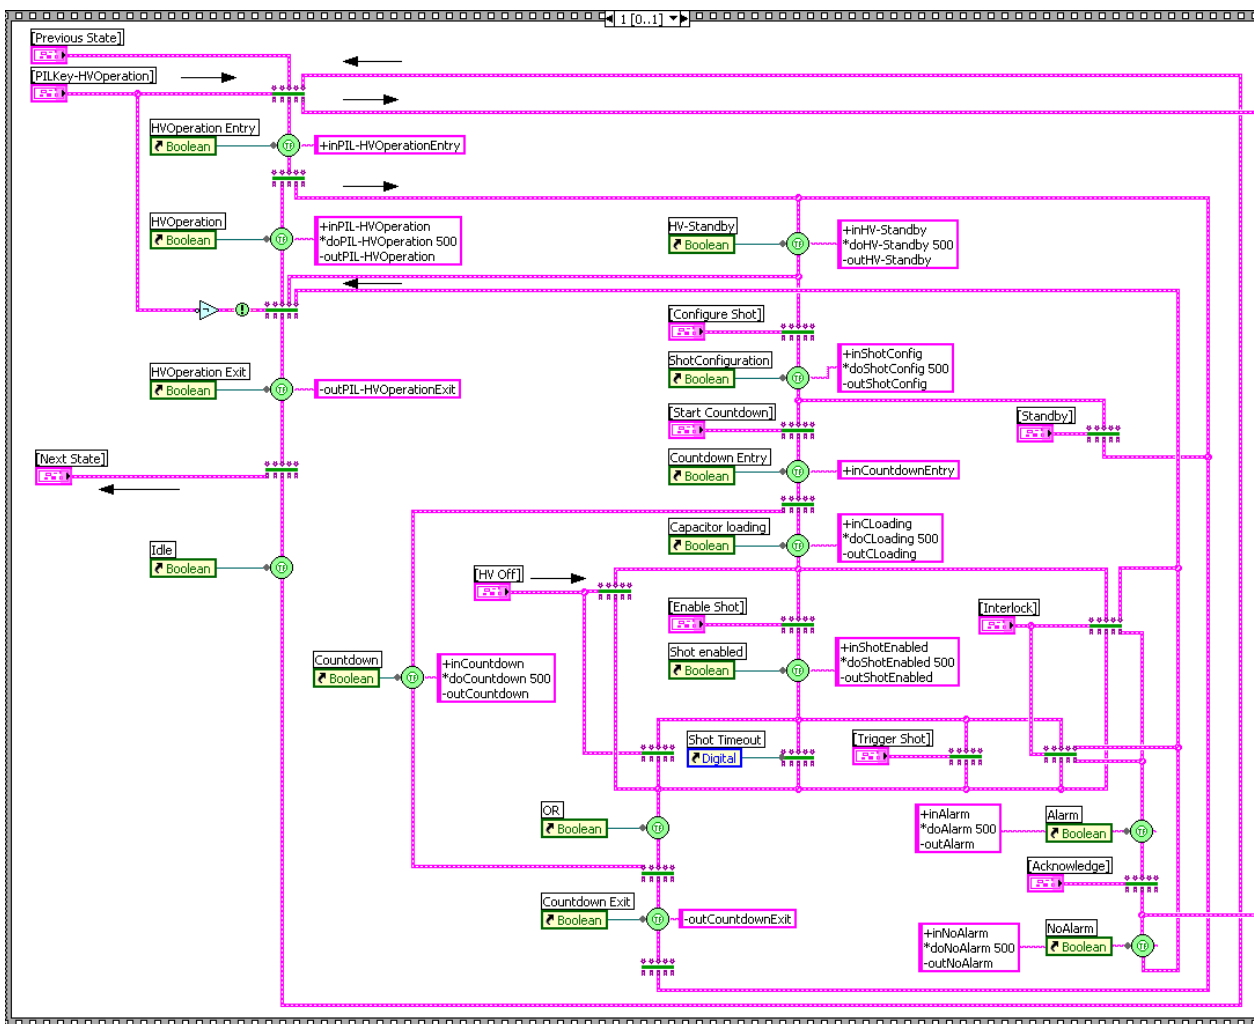 1 [0..1]
[Previous State]
[PILKey-HVOperation]
HVOperation Entry
Boolean
+inPIL-HVOperationEntry
HVOperation
Boolean
+inPIL-HVOperation
*doPIL-HVOperation 500
-outPIL-HVOperation
HV-Standby
Boolean
+inHV-Standby
*doHV-Standby 500
-outHV-Standby
[Configure Shot]
ShotConfiguration
Boolean
+inShotConfig
*doShotConfig 500
-outShotConfig
HVOperation Exit
Boolean
-outPIL-HVOperationExit
[Start Countdown]
[Standby]
[Next State]
Countdown Entry
Boolean
+inCountdownEntry
Capacitor loading
Boolean
+inCLoading
*doCLoading 500
-outCLoading
Idle
Boolean
[HV Off]
[Enable Shot]
[Interlock]
Countdown
Boolean
+inCountdown
*doCountdown 500
-outCountdown
Shot enabled
Boolean
+inShotEnabled
*doShotEnabled 500
-outShotEnabled
Shot Timeout
Digital
[Trigger Shot]
OR
Boolean
+inAlarm
*doAlarm 500
-outAlarm
Alarm
Boolean
[Acknowledge]
Countdown Exit
Boolean
-outCountdownExit
+inNoAlarm
*doNoAlarm 500
-outNoAlarm
NoAlarm
Boolean